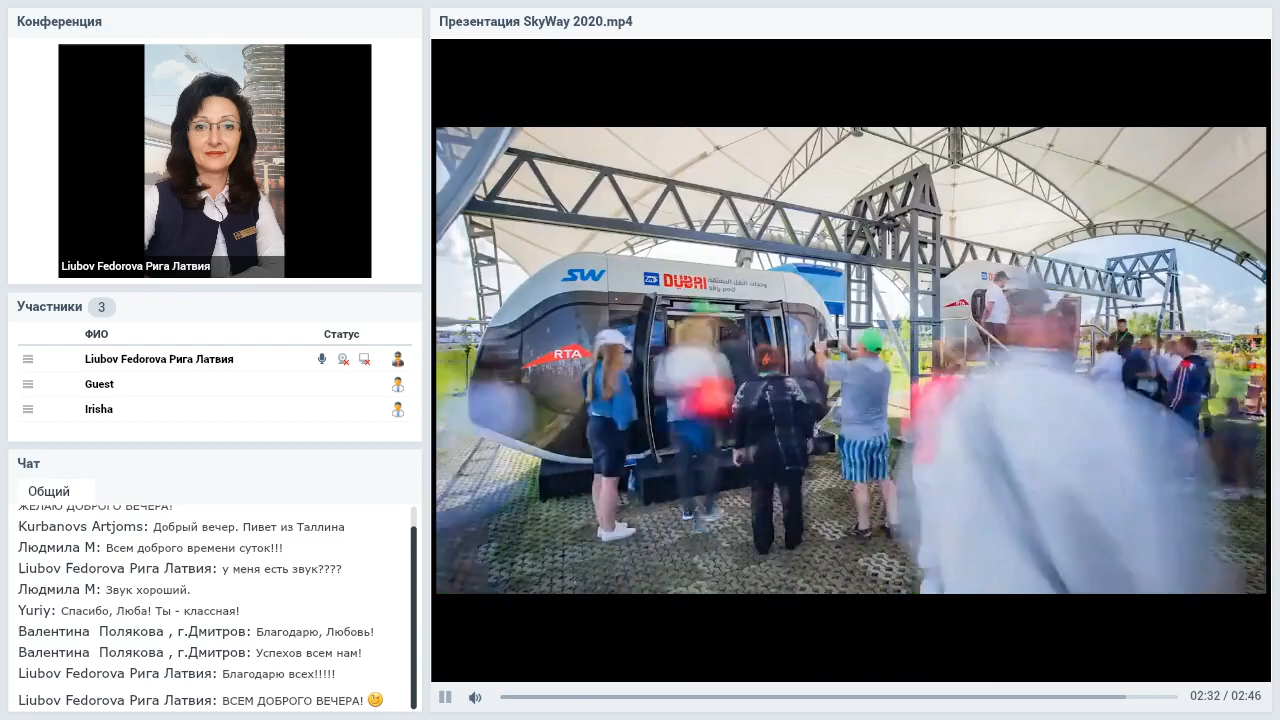 Конференция
Liubov Fedorova Рига Латвия
Участники 3
ФИО Статус
Liubov Fedorova Рига Латвия
Guest
Irisha
Чат
Общий
ЖЕЛАЮ ДОБРОГО ВЕЧЕРА!
Kurbanovs Artjoms: Добрый вечер. Пивет из Таллина
Людмила М: Всем доброго времени суток!!!
Liubov Fedorova Рига Латвия: у меня есть звук????
Людмила М: Звук хороший.
Yuriy: Спасибо, Люба! Ты - классная!
Валентина Полякова , г.Дмитров: Благодарю, Любовь!
Валентина Полякова , г.Дмитров: Успехов всем нам!
Liubov Fedorova Рига Латвия: Благодарю всех!!!!!
Liubov Fedorova Рига Латвия: ВСЕМ ДОБРОГО ВЕЧЕРА!
Презентация SkyWay 2020.mp4
SW
DUBAI
sky pod
RTA
RTA
02:32 / 02:46